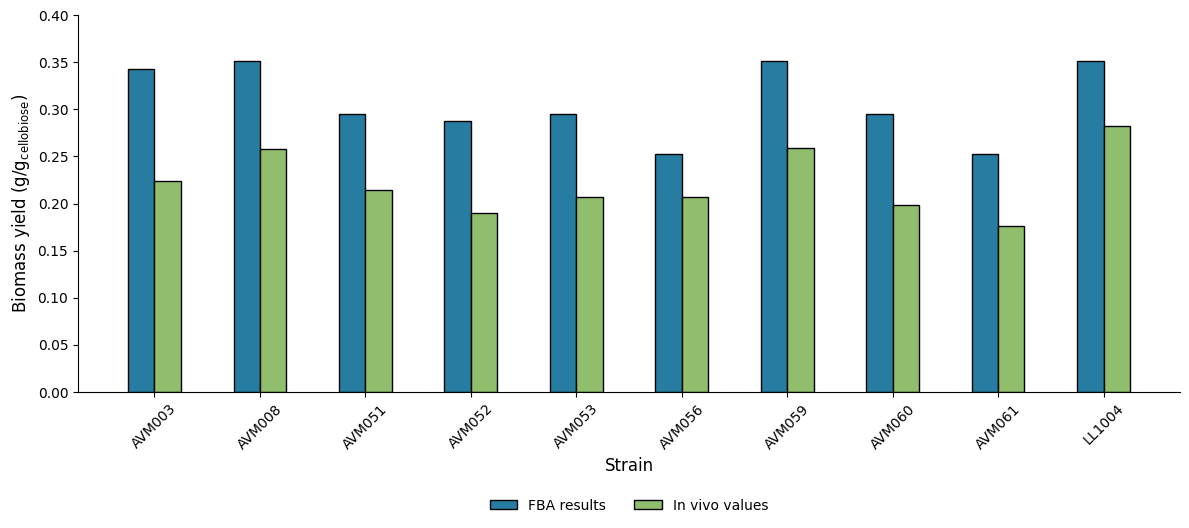 0.40
0.35
0.30
0.25
0.20
0.15
0.10
0.05
0.00
Biomass yield (g/g_cellobiose)
AVM003
AVM008
AVM051
AVM052
AVM053
AVM056
AVM059
AVM060
AVM061
LL1004
Strain
FBA results
In vivo values